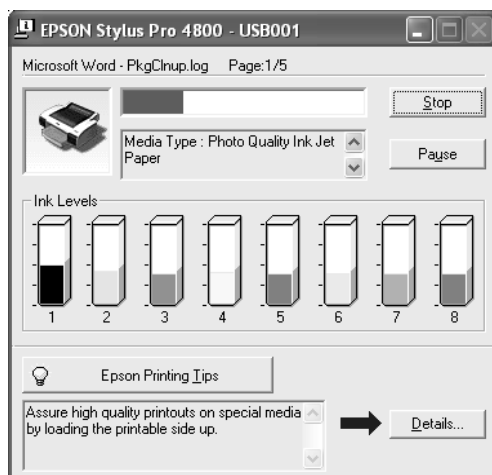 EPSON Stylus Pro 4800 - USB001
Microsoft Word - PkgClnup.log Page:1/5
Stop
Media Type : Photo Quality Ink Jet
Paper
Pause
Ink Levels
1 2 3 4 5 6 7 8
Epson Printing Tips
Assure high quality printouts on special media
by loading the printable side up.
Details...